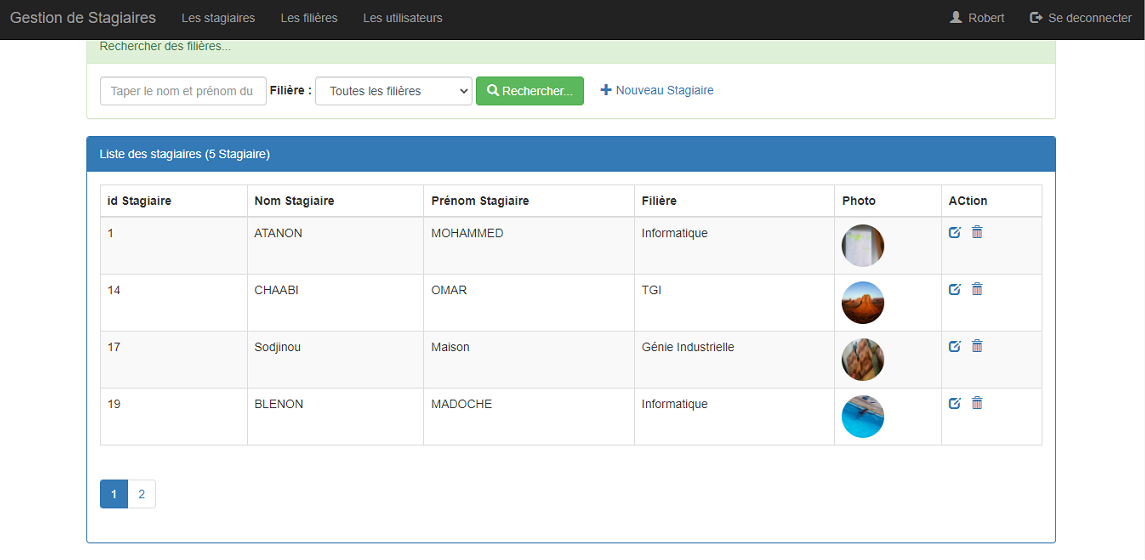 Gestion de Stagiaires Les stagiaires Les filières Les utilisateurs Robert Se deconnecter
Rechercher des filières...
Taper le nom et prénom du Filière : Toutes les filières Rechercher... Nouveau Stagiaire
Liste des stagiaires (5 Stagiaire)
id Stagiaire Nom Stagiaire Prénom Stagiaire Filière Photo ACtion
1 ATANON MOHAMMED Informatique
14 CHAABI OMAR TGI
17 Sodjinou Maison Génie Industrielle
19 BLENON MADOCHE Informatique
1 2